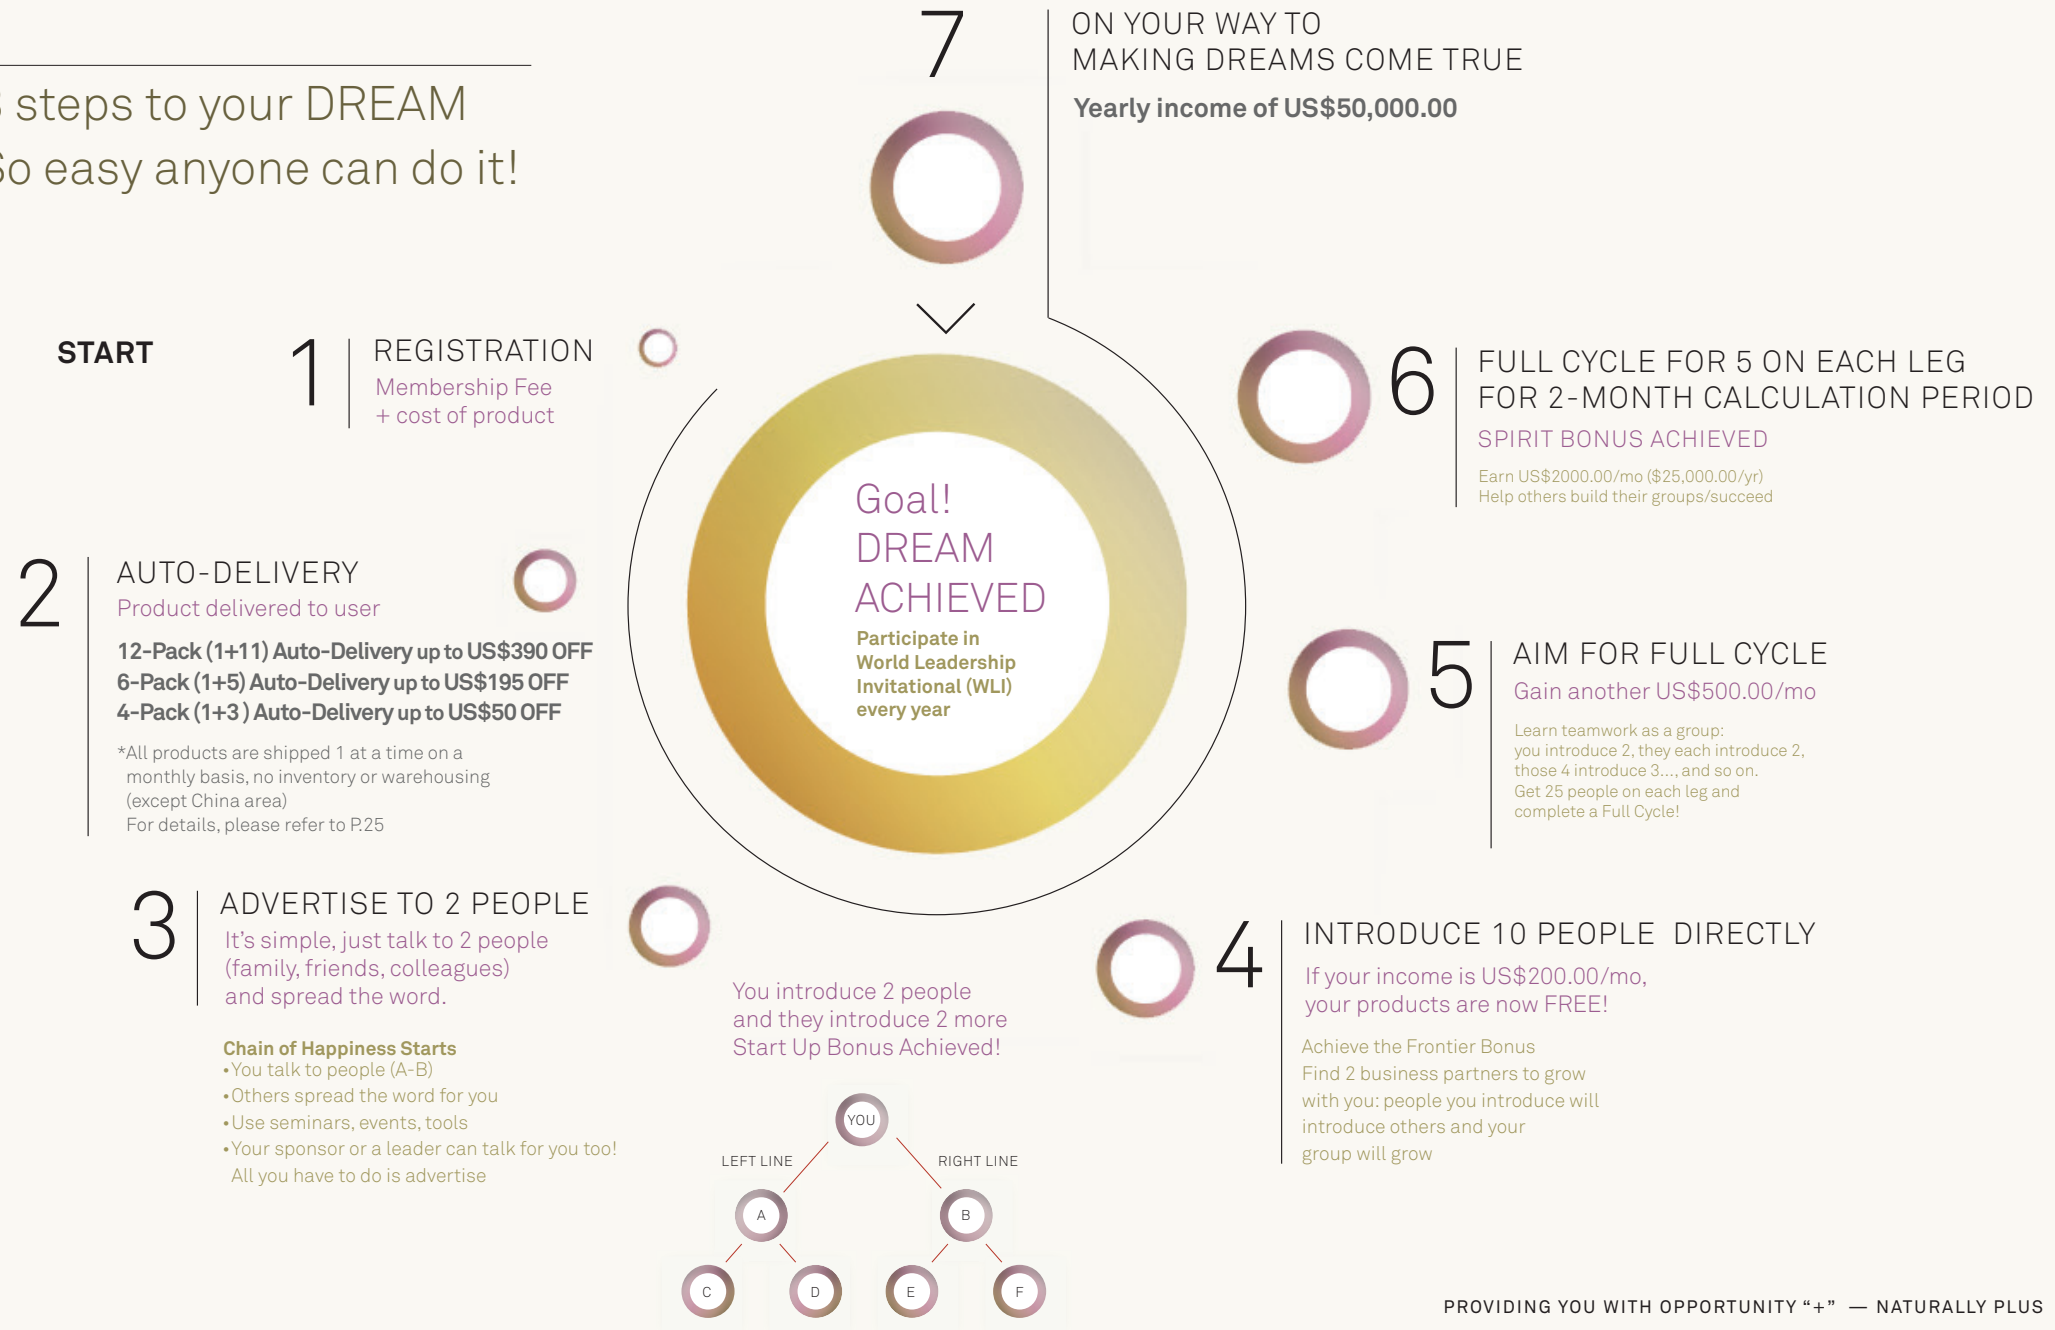 steps to your DREAM
So easy anyone can do it!
START
1
REGISTRATION
Membership Fee
+ cost of product
2
AUTO-DELIVERY
Product delivered to user
12-Pack (1+11) Auto-Delivery up to US$390 OFF
6-Pack (1+5) Auto-Delivery up to US$195 OFF
4-Pack (1+3 ) Auto-Delivery up to US$50 OFF
*All products are shipped 1 at a time on a
monthly basis, no inventory or warehousing
(except China area)
For details, please refer to P.25
3
ADVERTISE TO 2 PEOPLE
It's simple, just talk to 2 people
(family, friends, colleagues)
and spread the word.
Chain of Happiness Starts
•You talk to people (A-B)
•Others spread the word for you
•Use seminars, events, tools
•Your sponsor or a leader can talk for you too!
All you have to do is advertise
You introduce 2 people
and they introduce 2 more
Start Up Bonus Achieved!
YOU
LEFT LINE
RIGHT LINE
A
B
C
D
E
F
4
INTRODUCE 10 PEOPLE DIRECTLY
If your income is US$200.00/mo,
your products are now FREE!
Achieve the Frontier Bonus
Find 2 business partners to grow
with you: people you introduce will
introduce others and your
group will grow
5
AIM FOR FULL CYCLE
Gain another US$500.00/mo
Learn teamwork as a group:
you introduce 2, they each introduce 2,
those 4 introduce 3..., and so on.
Get 25 people on each leg and
complete a Full Cycle!
6
FULL CYCLE FOR 5 ON EACH LEG
FOR 2-MONTH CALCULATION PERIOD
SPIRIT BONUS ACHIEVED
Earn US$2000.00/mo ($25,000.00/yr)
Help others build their groups/succeed
7
ON YOUR WAY TO
MAKING DREAMS COME TRUE
Yearly income of US$50,000.00
Goal!
DREAM
ACHIEVED
Participate in
World Leadership
Invitational (WLI)
every year
PROVIDING YOU WITH OPPORTUNITY “+” — NATURALLY PLUS